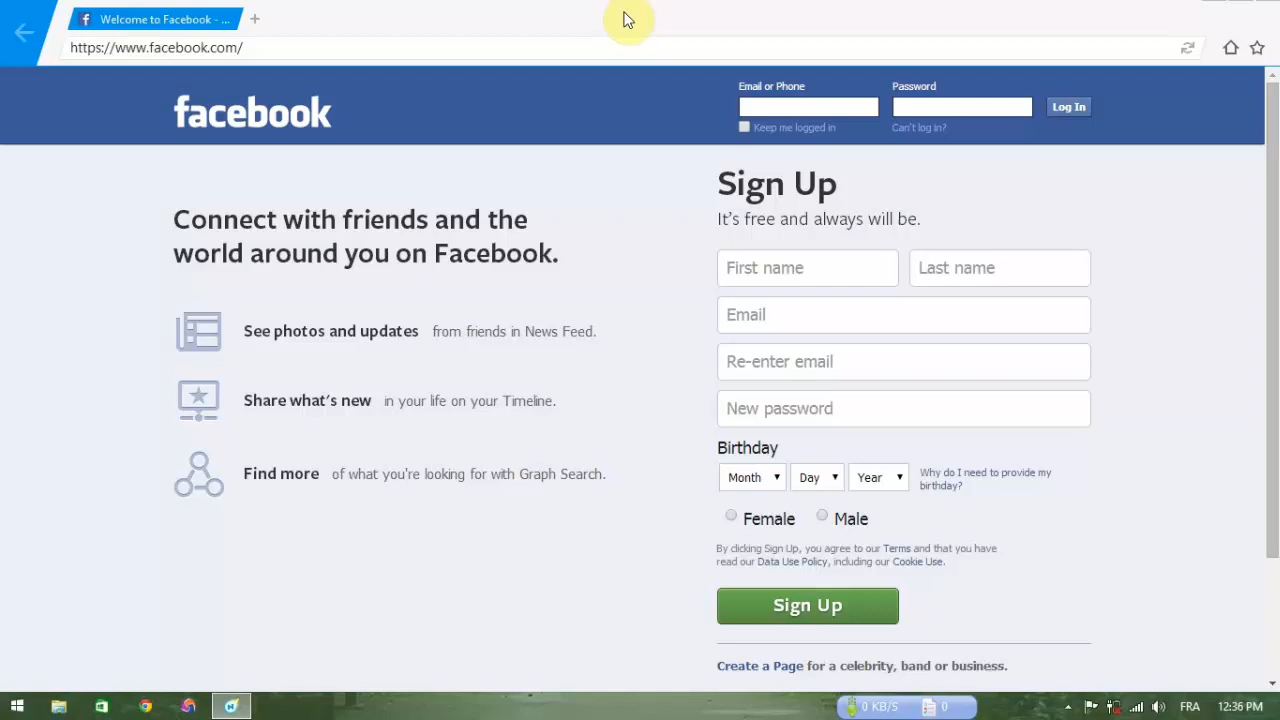 Welcome to Facebook - ...
https://www.facebook.com/
facebook
Email or Phone
Password
Log In
Keep me logged in
Can't log in?
Connect with friends and the
world around you on Facebook.
See photos and updates from friends in News Feed.
Share what's new in your life on your Timeline.
Find more of what you're looking for with Graph Search.
Sign Up
It's free and always will be.
First name
Last name
Email
Re-enter email
New password
Birthday
Month
Day
Year
Why do I need to provide my
birthday?
Female
Male
By clicking Sign Up, you agree to our Terms and that you have
read our Data Use Policy, including our Cookie Use.
Sign Up
Create a Page for a celebrity, band or business.
0 KB/S
0
FRA
12:36 PM